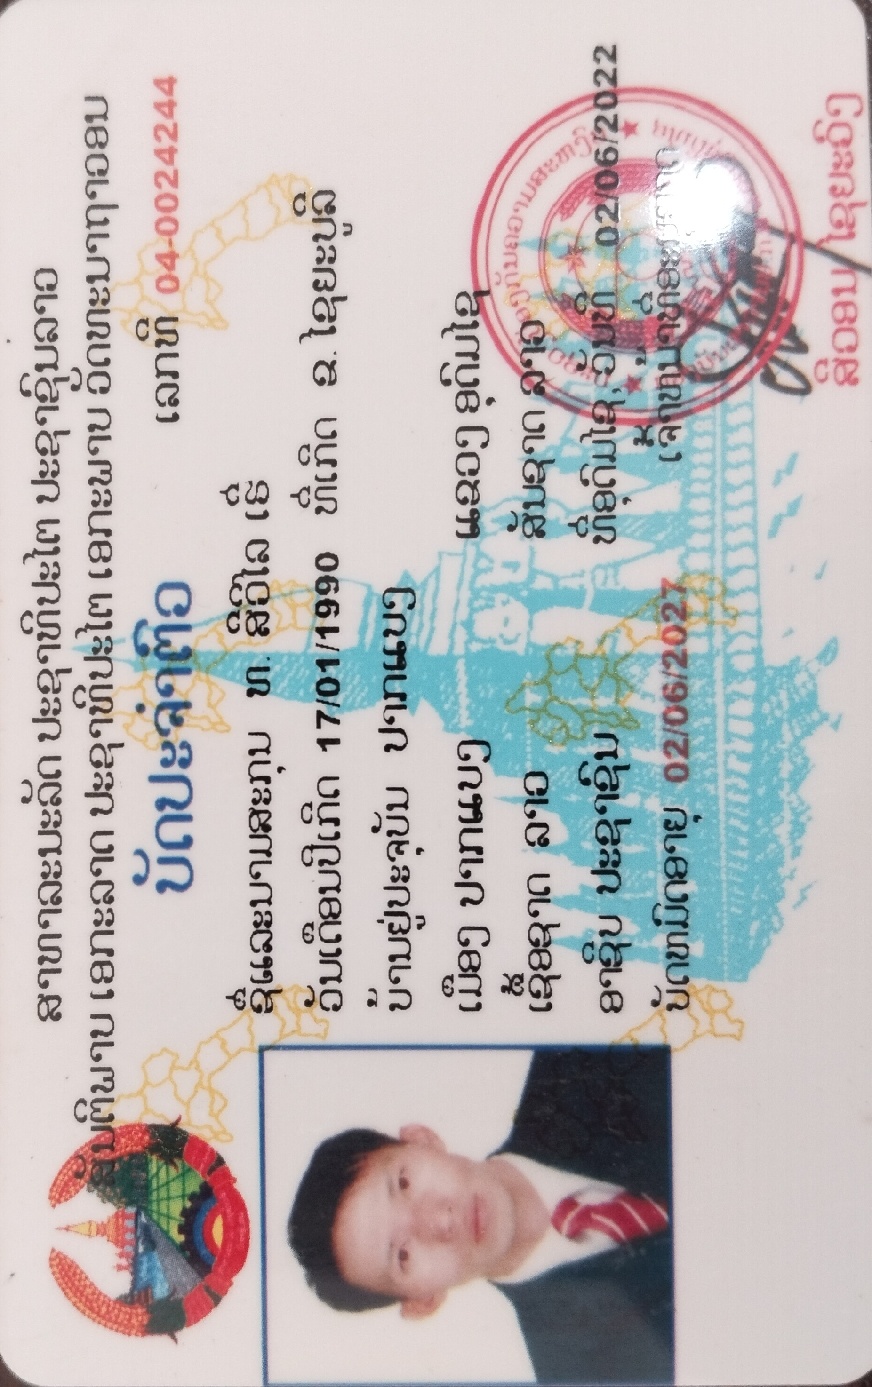 ສາທາລະນະລັດ ປະຊາທິປະໄຕ ປະຊາຊົນລາວ
ສັນຕິພາບ ເອກະລາດ ປະຊາທິປະໄຕ ເອກະພາບ ວັດທະນາຖາວອນ
ບັດປະຈຳຕົວ
ເລກທີ 04-0024244
ຊື່ແລະນາມສະກຸນ ທ. ສີວິໄລ ເຮື່
ວັນເດືອນປີເກີດ 17/01/1990 ທີ່ເກີດ ຂ. ໄຊຍະບູລີ
ບ້ານຢູ່ປະຈຸບັນ ປາກແບງ
ເມືອງ ປາກແບງ ແຂວງ ອຸດົມໄຊ
ເຊື້ອຊາດ ລາວ ສັນຊາດ ລາວ
ອາຊີບ ປະຊາຊົນ ທີ່ອຸດົມໄຊ, ວັນທີ 02/06/2022
ບັດຫມົດອາຍຸ 02/06/2027 ເຈົ້າຫນ້າທີ່ອະນຸຍາດ